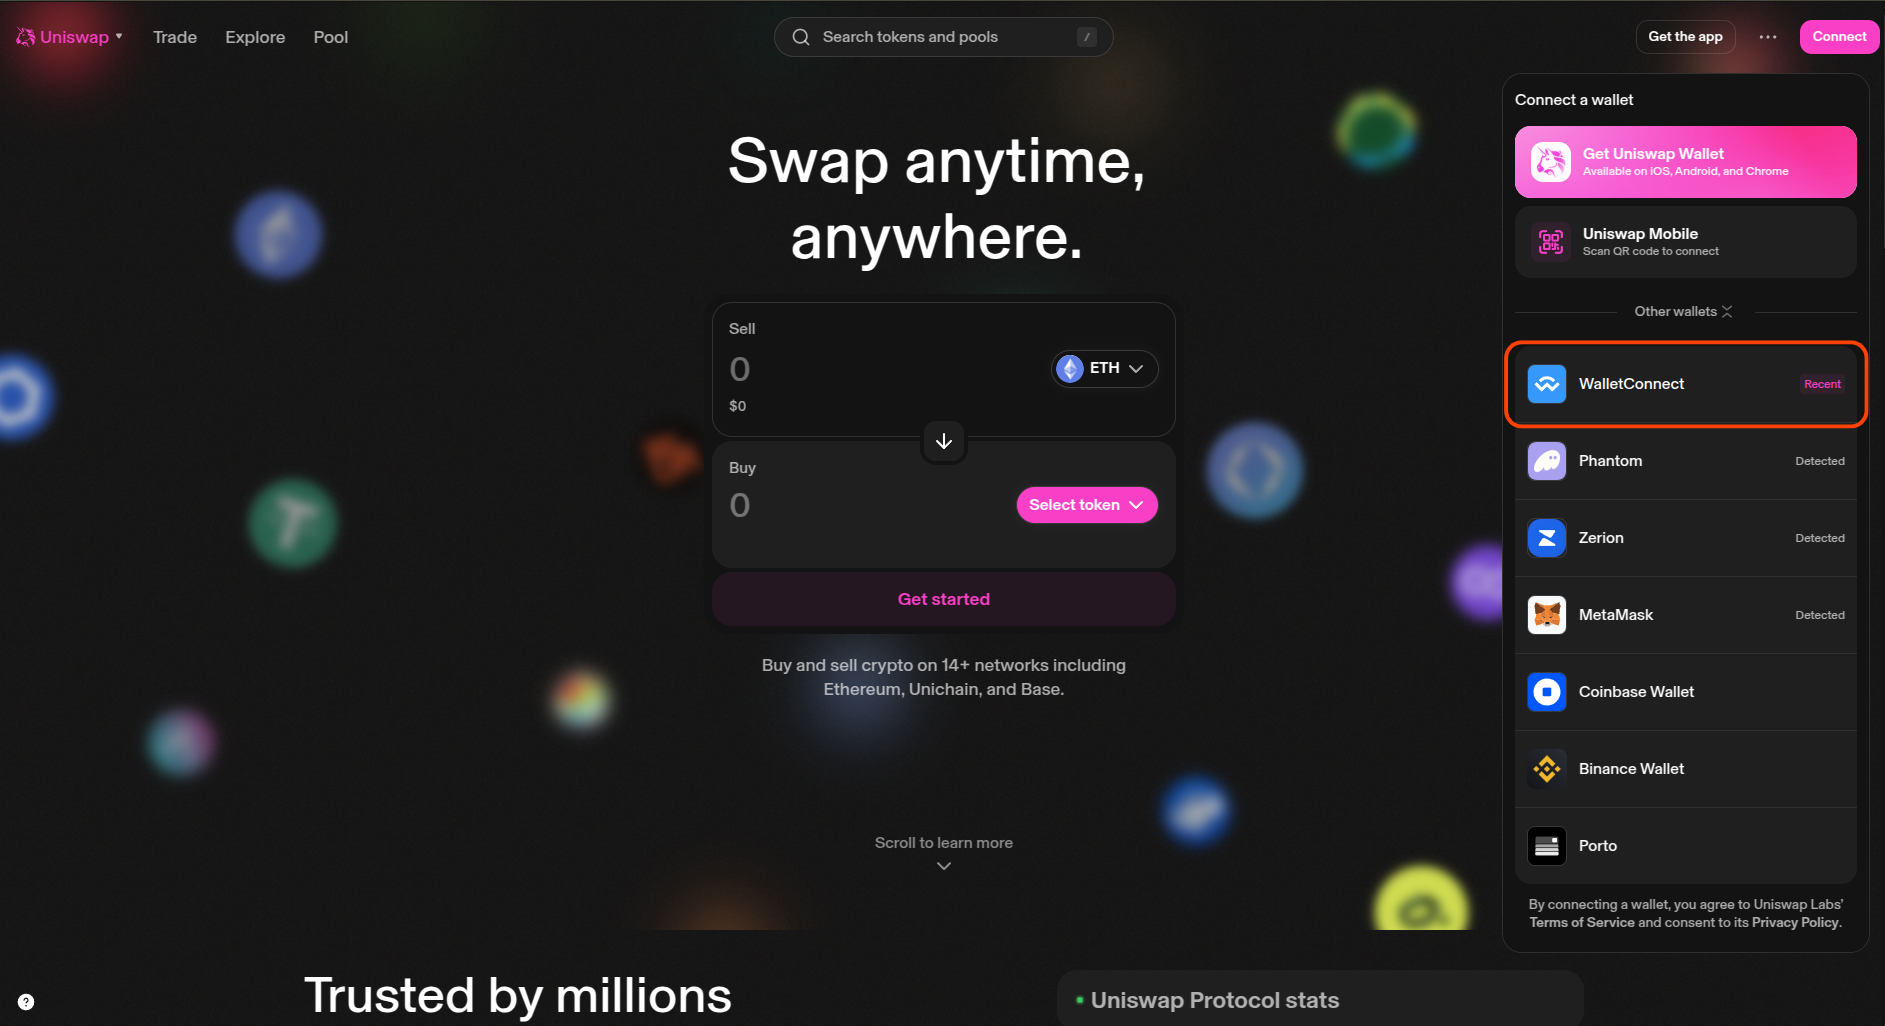 Uniswap
Trade
Explore
Pool
Search tokens and pools
/
Get the app
Connect
Swap anytime,
anywhere.
Sell
0
ETH
$0
Buy
0
Select token
Get started
Buy and sell crypto on 14+ networks including
Ethereum, Unichain, and Base.
Scroll to learn more
Connect a wallet
Get Uniswap Wallet
Available on iOS, Android, and Chrome
Uniswap Mobile
Scan QR code to connect
Other wallets
WalletConnect
Recent
Phantom
Detected
Zerion
Detected
MetaMask
Detected
Coinbase Wallet
Binance Wallet
Porto
By connecting a wallet, you agree to Uniswap Labs’
Terms of Service and consent to its Privacy Policy.
Trusted by millions
Uniswap Protocol stats
?